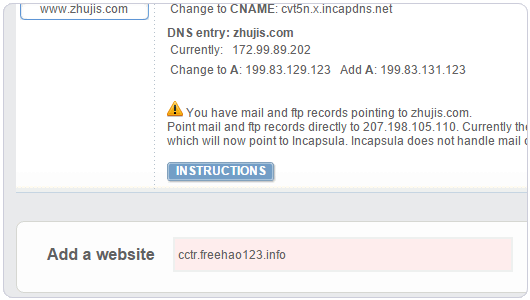 www.zhujis.com
Change to CNAME: cvt5n.x.incapdns.net
DNS entry: zhujis.com
Currently: 172.99.89.202
Change to A: 199.83.129.123 Add A: 199.83.131.123
You have mail and ftp records pointing to zhujis.com.
Point mail and ftp records directly to 207.198.105.110. Currently the
which will now point to Incapsula. Incapsula does not handle mail o
INSTRUCTIONS
Add a website
cctr.freehao123.info